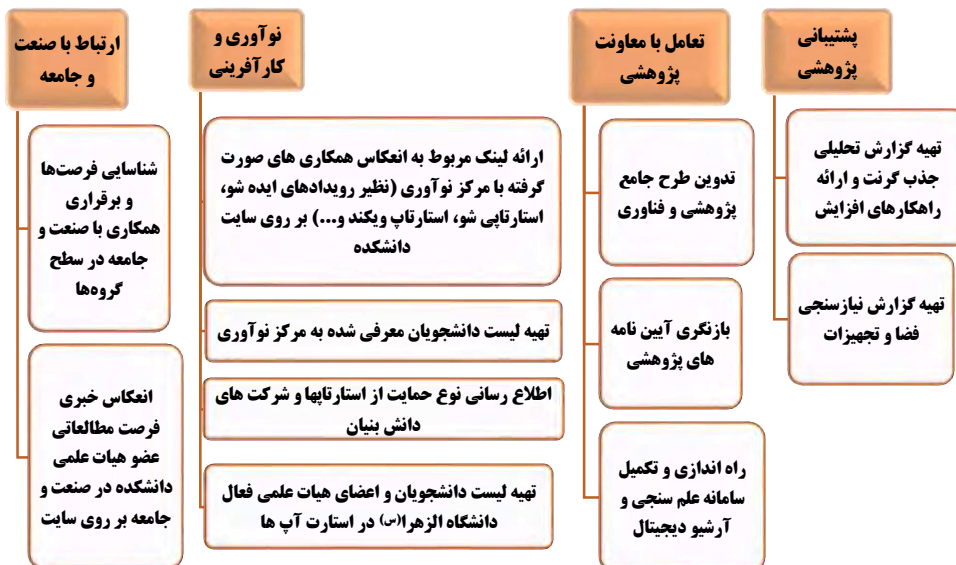 پشتیبانی
پژوهشی
تهیه گزارش تحلیلی
جذب گرنت و ارائه
راهکارهای افزایش
تهیه گزارش نیازسنجی
فضا و تجهیزات
تعامل با معاونت
پژوهشی
تدوین طرح جامع
پژوهشی و فناوری
بازنگری آیین نامه
های پژوهشی
راه اندازی و تکمیل
سامانه علم سنجی و
آرشیو دیجیتال
نوآوری و
کارآفرینی
ارائه لینک مربوط به انعکاس همکاری های صورت
گرفته با مرکز نوآوری (نظیر رویدادهای ایده شو،
استارتاپی شو، استارتاپ ویکند و...) بر روی سایت
دانشکده
تهیه لیست دانشجویان معرفی شده به مرکز نوآوری
اطلاع رسانی نوع حمایت از استارتاپها و شرکت های
دانش بنیان
تهیه لیست دانشجویان و اعضای هیات علمی فعال
دانشگاه الزهرا(س) در استارت آپ ها
ارتباط با صنعت
و جامعه
شناسایی فرصت‌ها
و برقراری
همکاری با صنعت و
جامعه در سطح
گروه‌ها
انعکاس خبری
فرصت مطالعاتی
عضو هیات علمی
دانشکده در صنعت و
جامعه بر روی سایت